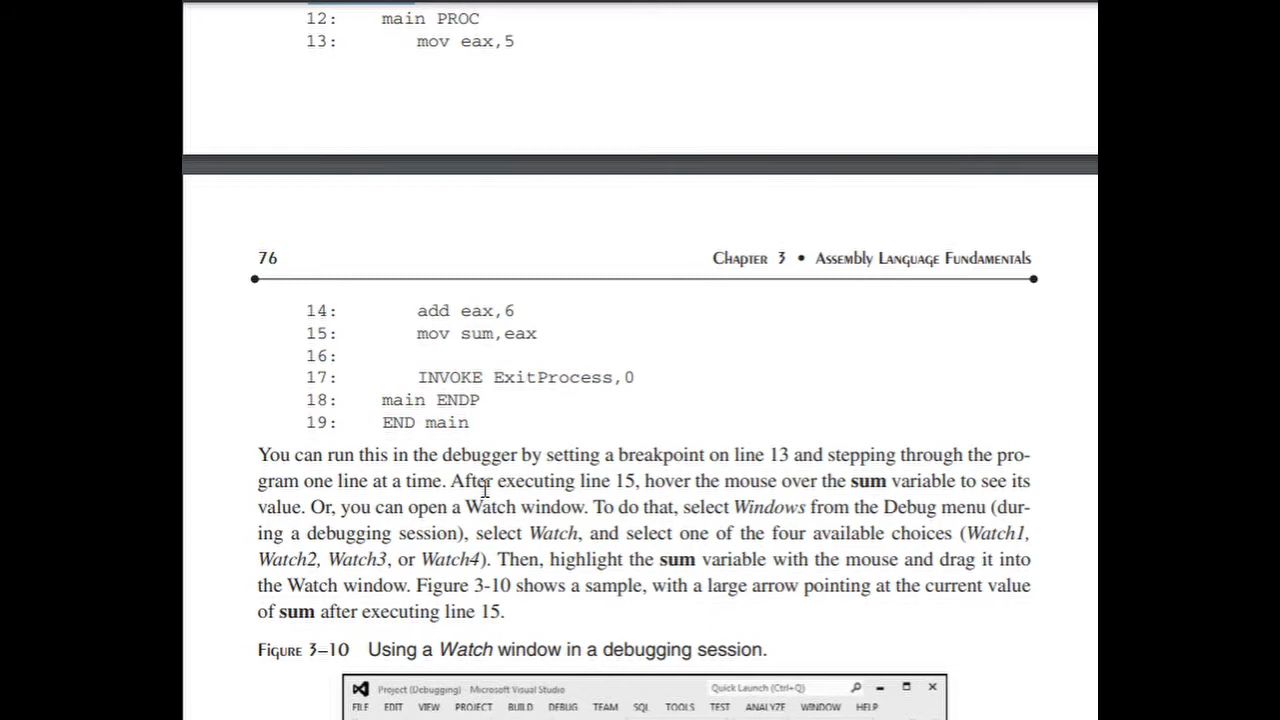 12: main PROC
13: mov eax,5
76 Chapter 3 • Assembly Language Fundamentals
14: add eax,6
15: mov sum,eax
16:
17: INVOKE ExitProcess,0
18: main ENDP
19: END main
You can run this in the debugger by setting a breakpoint on line 13 and stepping through the pro-
gram one line at a time. After executing line 15, hover the mouse over the sum variable to see its
value. Or, you can open a Watch window. To do that, select Windows from the Debug menu (dur-
ing a debugging session), select Watch, and select one of the four available choices (Watch1,
Watch2, Watch3, or Watch4). Then, highlight the sum variable with the mouse and drag it into
the Watch window. Figure 3-10 shows a sample, with a large arrow pointing at the current value
of sum after executing line 15.
Figure 3–10 Using a Watch window in a debugging session.
Project (Debugging) - Microsoft Visual Studio Quick Launch (Ctrl+Q)
FILE EDIT VIEW PROJECT BUILD DEBUG TEAM SQL TOOLS TEST ANALYZE WINDOW HELP